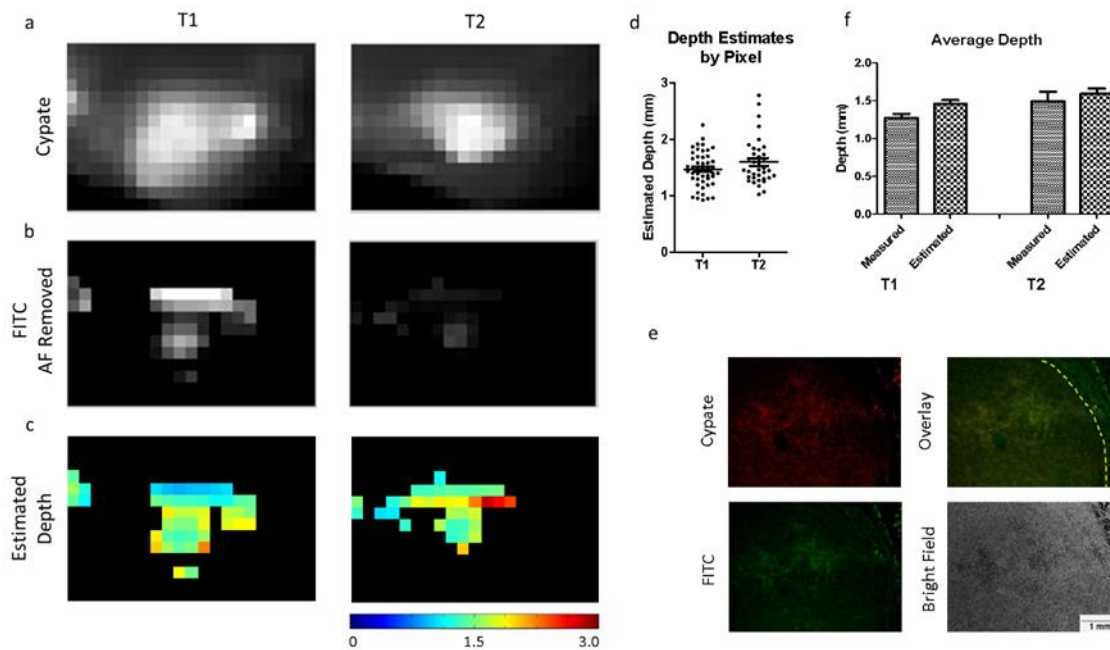 a
T1
T2
Cypate
b
FITC
AF Removed
c
Estimated
Depth
0
1.5
3.0
d
Depth Estimates
by Pixel
Estimated Depth (mm)
3
2
1
0
T1
T2
f
Average Depth
Depth (mm)
2.0
1.5
1.0
0.5
0.0
Measured
Estimated
Measured
Estimated
T1
T2
e
Cypate
Overlay
FITC
Bright Field
1 mm